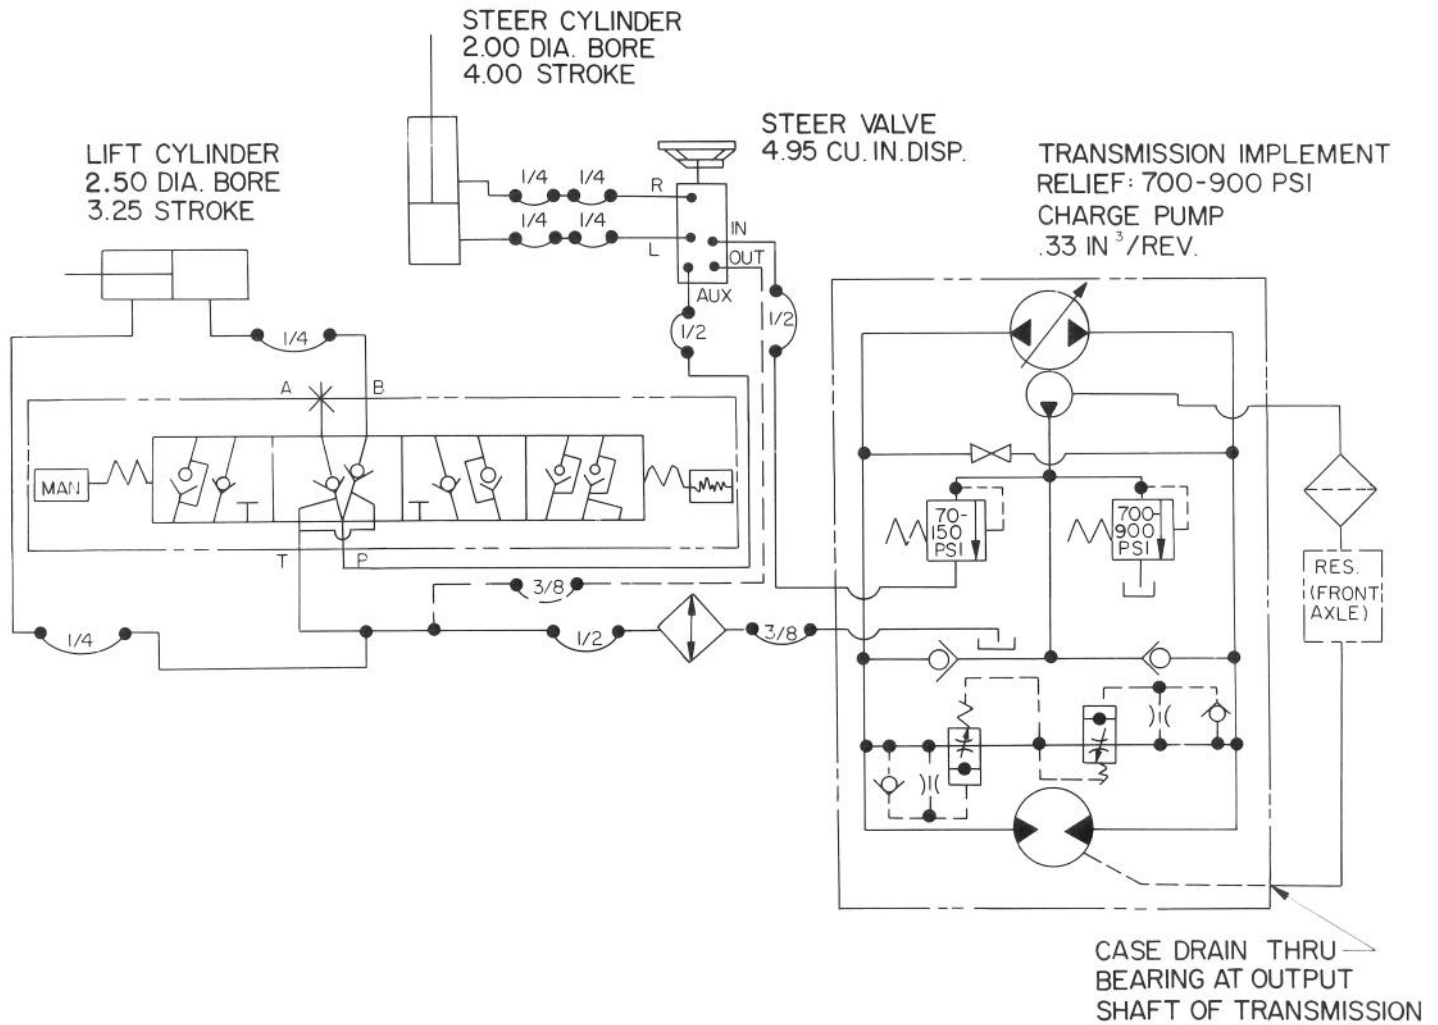 STEER CYLINDER
2.00 DIA. BORE
4.00 STROKE
STEER VALVE
4.95 CU. IN. DISP.
TRANSMISSION IMPLEMENT
RELIEF: 700-900 PSI
CHARGE PUMP
.33 IN³/REV.
LIFT CYLINDER
2.50 DIA. BORE
3.25 STROKE
1/4
1/4
R
1/4
1/4
L
IN
OUT
AUX
1/2
1/2
1/4
A
B
MAN
T
P
3/8
1/4
1/2
3/8
70-
150
PSI
700-
900
PSI
RES.
(FRONT
AXLE)
CASE DRAIN THRU
BEARING AT OUTPUT
SHAFT OF TRANSMISSION